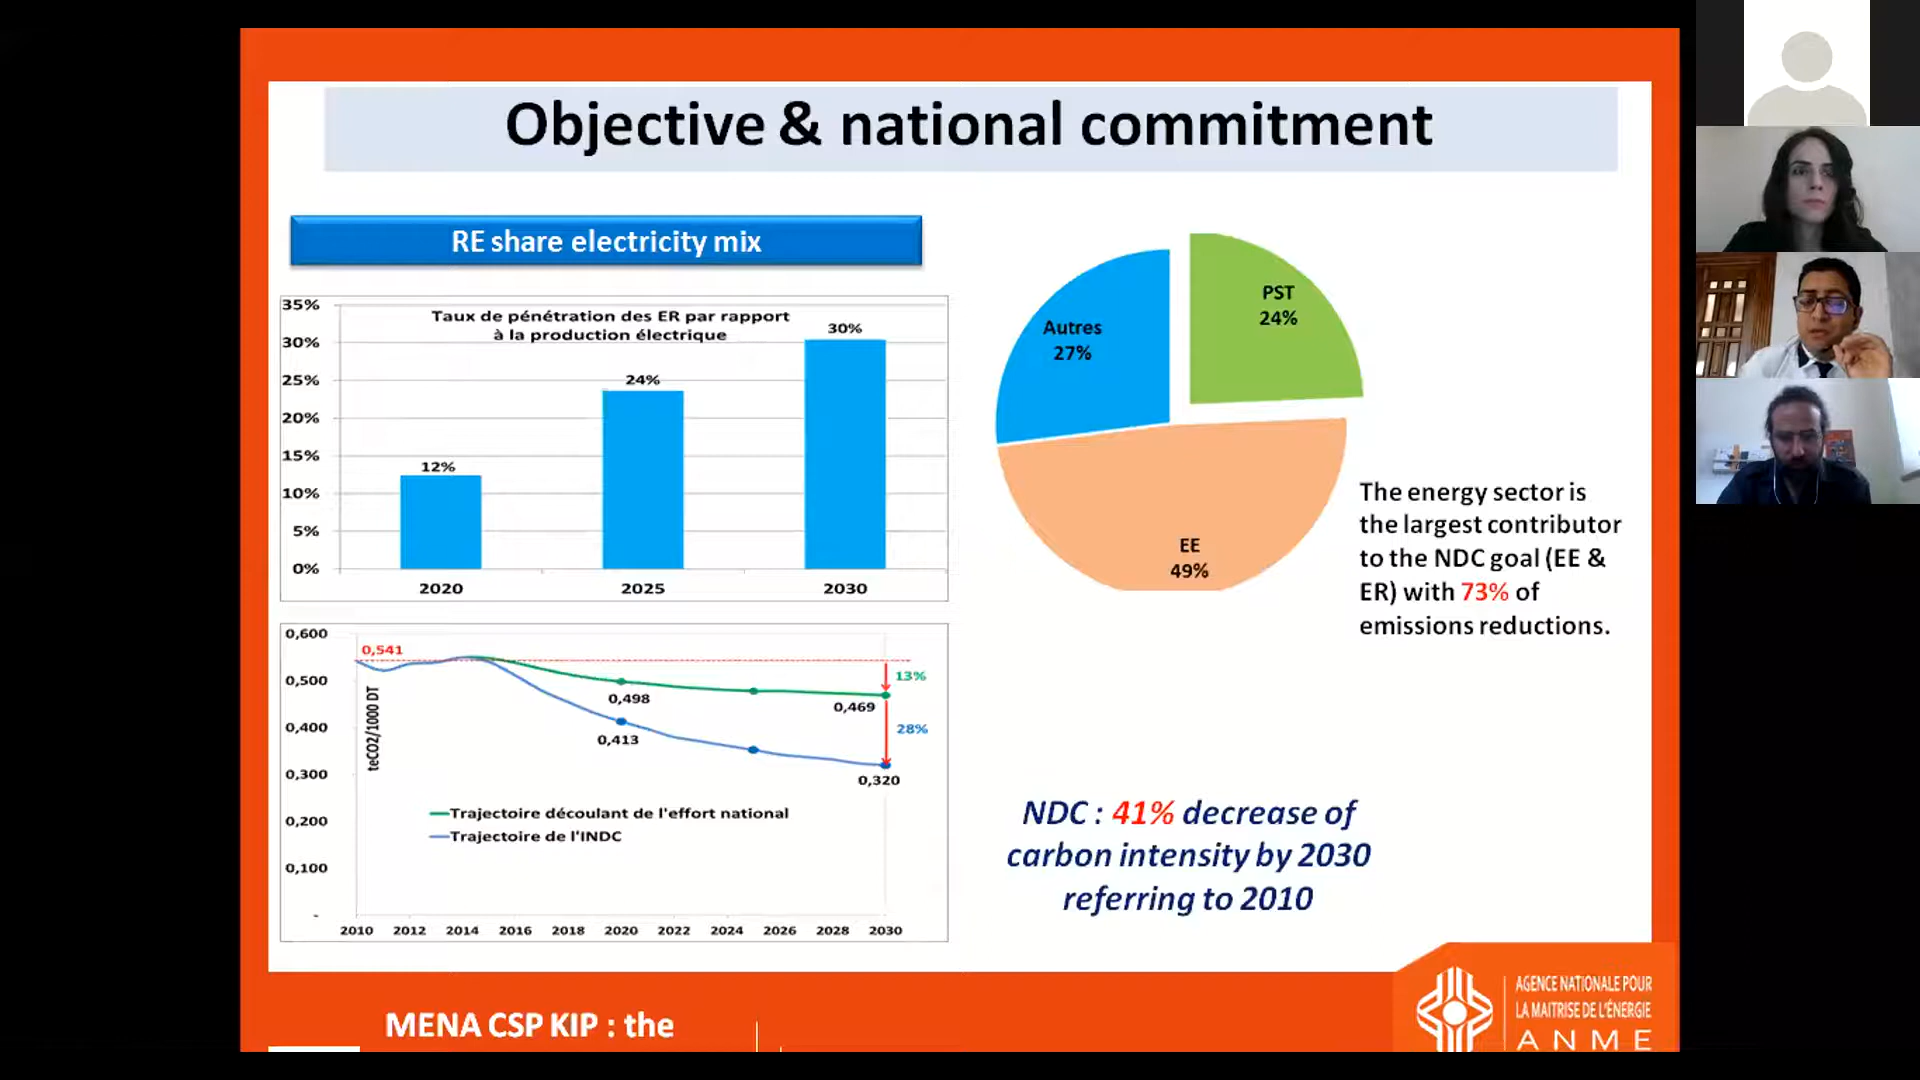 Objective & national commitment
RE share electricity mix
Taux de pénétration des ER par rapport
à la production électrique
35%
30%
25%
20%
15%
10%
5%
0%
12%
24%
30%
2020
2025
2030
0,600
0,500
0,400
0,300
0,200
0,100
-
teCO2/1000 DT
0,541
0,498
0,413
0,469
0,320
13%
28%
Trajectoire découlant de l'effort national
Trajectoire de l'INDC
2010 2012 2014 2016 2018 2020 2022 2024 2026 2028 2030
PST
24%
Autres
27%
EE
49%
The energy sector is
the largest contributor
to the NDC goal (EE &
ER) with 73% of
emissions reductions.
NDC : 41% decrease of
carbon intensity by 2030
referring to 2010
MENA CSP KIP : the
AGENCE NATIONALE POUR
LA MAITRISE DE L'ÉNERGIE
ANME